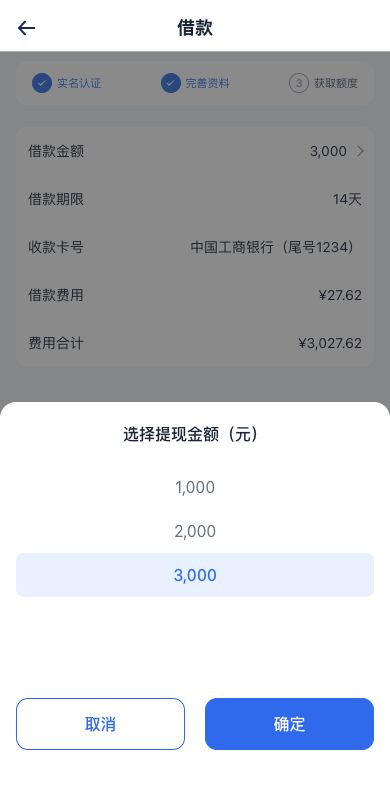 借款
实名认证 完善资料 3 获取额度
借款金额 3,000
借款期限 14天
收款卡号 中国工商银行（尾号1234）
借款费用 ¥27.62
费用合计 ¥3,027.62
选择提现金额（元）
1,000
2,000
3,000
取消 确定